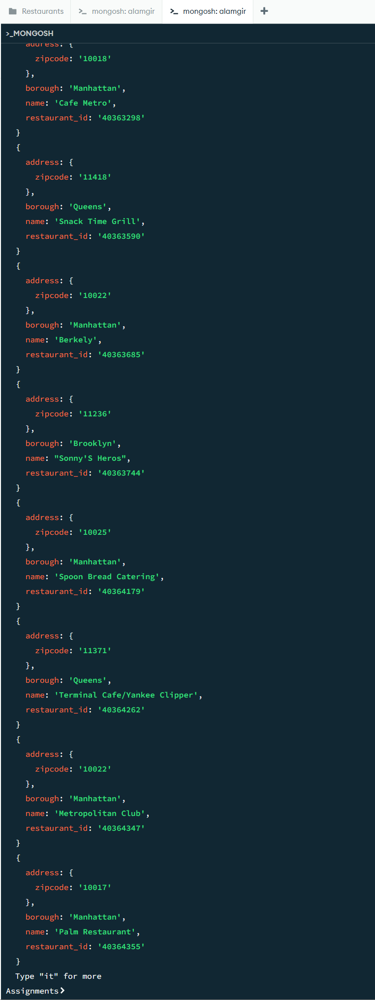 Restaurants >_ mongosh: alamgir >_ mongosh: alamgir +
>_MONGOSH
address: {
zipcode: '10018'
},
borough: 'Manhattan',
name: 'Cafe Metro',
restaurant_id: '40363298'
}
{
address: {
zipcode: '11418'
},
borough: 'Queens',
name: 'Snack Time Grill',
restaurant_id: '40363590'
}
{
address: {
zipcode: '10022'
},
borough: 'Manhattan',
name: 'Berkely',
restaurant_id: '40363685'
}
{
address: {
zipcode: '11236'
},
borough: 'Brooklyn',
name: "Sonny'S Heros",
restaurant_id: '40363744'
}
{
address: {
zipcode: '10025'
},
borough: 'Manhattan',
name: 'Spoon Bread Catering',
restaurant_id: '40364179'
}
{
address: {
zipcode: '11371'
},
borough: 'Queens',
name: 'Terminal Cafe/Yankee Clipper',
restaurant_id: '40364262'
}
{
address: {
zipcode: '10022'
},
borough: 'Manhattan',
name: 'Metropolitan Club',
restaurant_id: '40364347'
}
{
address: {
zipcode: '10017'
},
borough: 'Manhattan',
name: 'Palm Restaurant',
restaurant_id: '40364355'
}
Type "it" for more
Assignments>